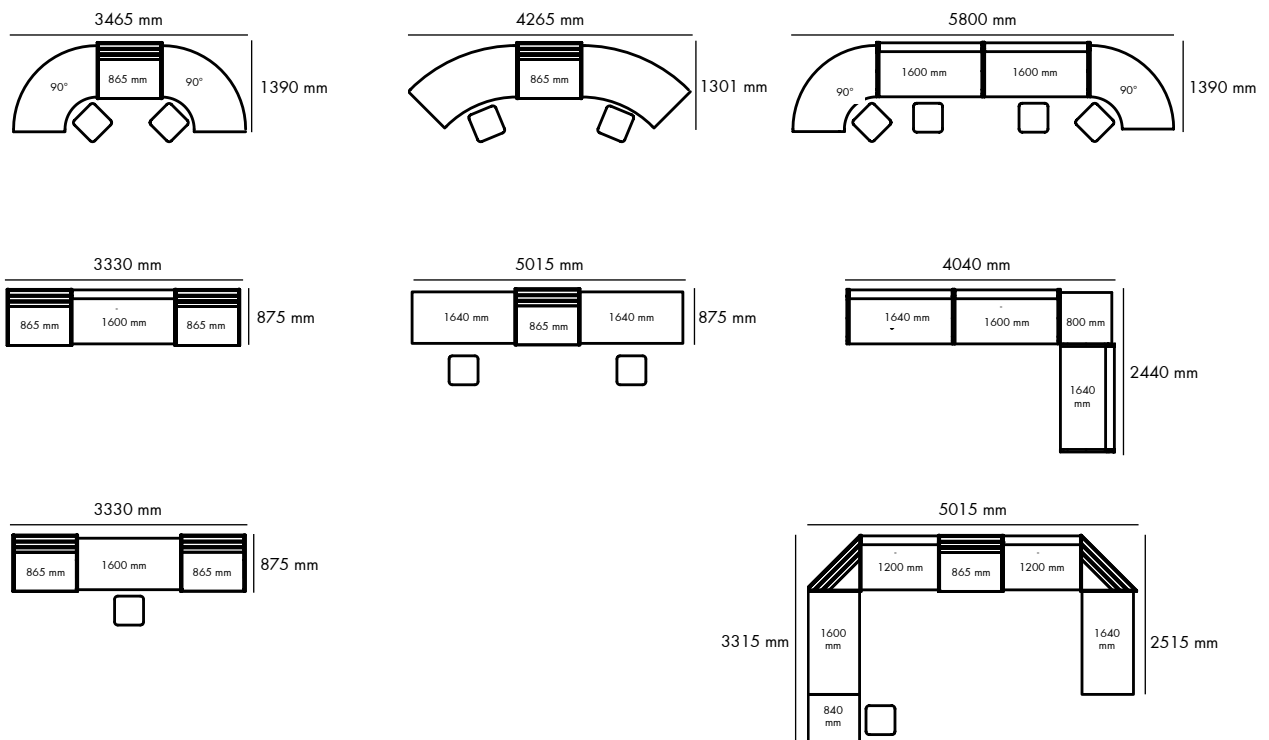 3465 mm
90°
865 mm
90°
1390 mm
4265 mm
865 mm
1301 mm
5800 mm
90°
1600 mm
1600 mm
90°
1390 mm
3330 mm
865 mm
1600 mm
865 mm
875 mm
5015 mm
1640 mm
865 mm
1640 mm
875 mm
4040 mm
1640 mm
1600 mm
800 mm
1640
mm
2440 mm
3330 mm
865 mm
1600 mm
865 mm
875 mm
5015 mm
1200 mm
865 mm
1200 mm
3315 mm
1600
mm
1640
mm
2515 mm
840
mm